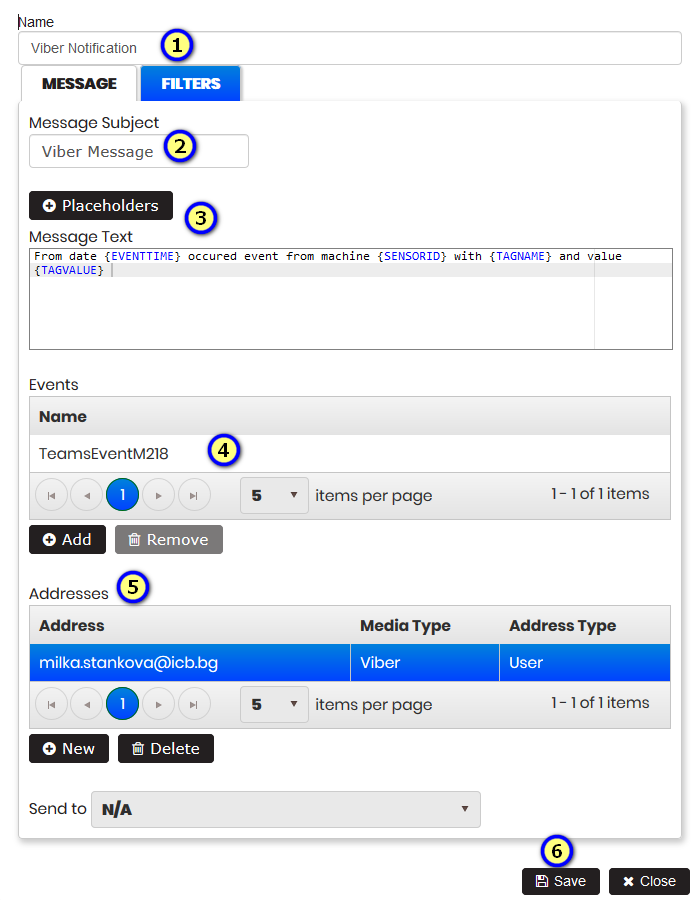 Name
Viber Notification 1
MESSAGE FILTERS
Message Subject
Viber Message 2
Placeholders
3
Message Text
From date {EVENTTIME} occured event from machine {SENSORID} with {TAGNAME} and value
{TAGVALUE}
Events
Name
TeamsEventM218 4
1 5 items per page 1 - 1 of 1 items
Add Remove
Addresses 5
Address Media Type Address Type
milka.stankova@icb.bg Viber User
1 5 items per page 1 - 1 of 1 items
New Delete
Send to N/A
6
Save Close